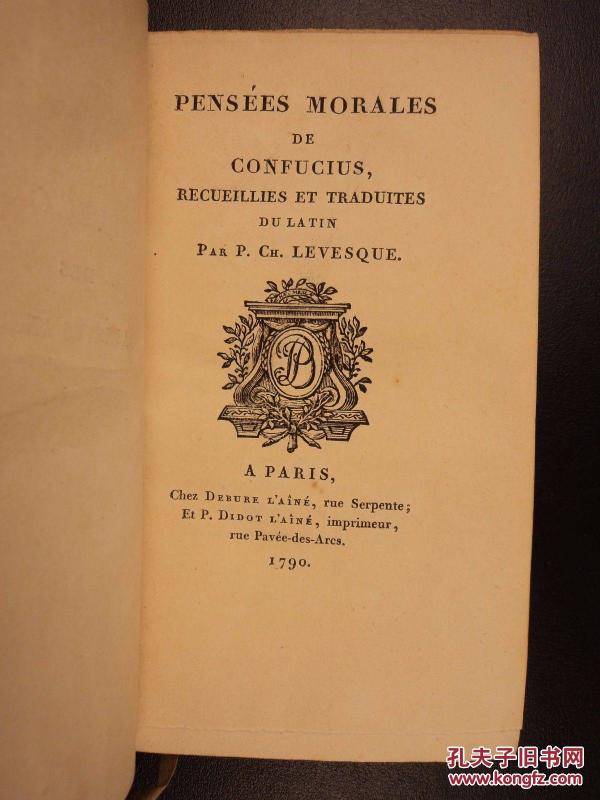 PENSÉES MORALES
DE
CONFUCIUS,
RECUEILLIES ET TRADUITES
DU LATIN
PAR P. CH. LEVESQUE.
PD
A PARIS,
Chez DEBURE L'AÎNÉ, rue Serpente;
Et P. DIDOT L'AÎNÉ, imprimeur,
rue Pavée-des-Arcs.
1790.
孔夫子旧书网
www.kongfz.com